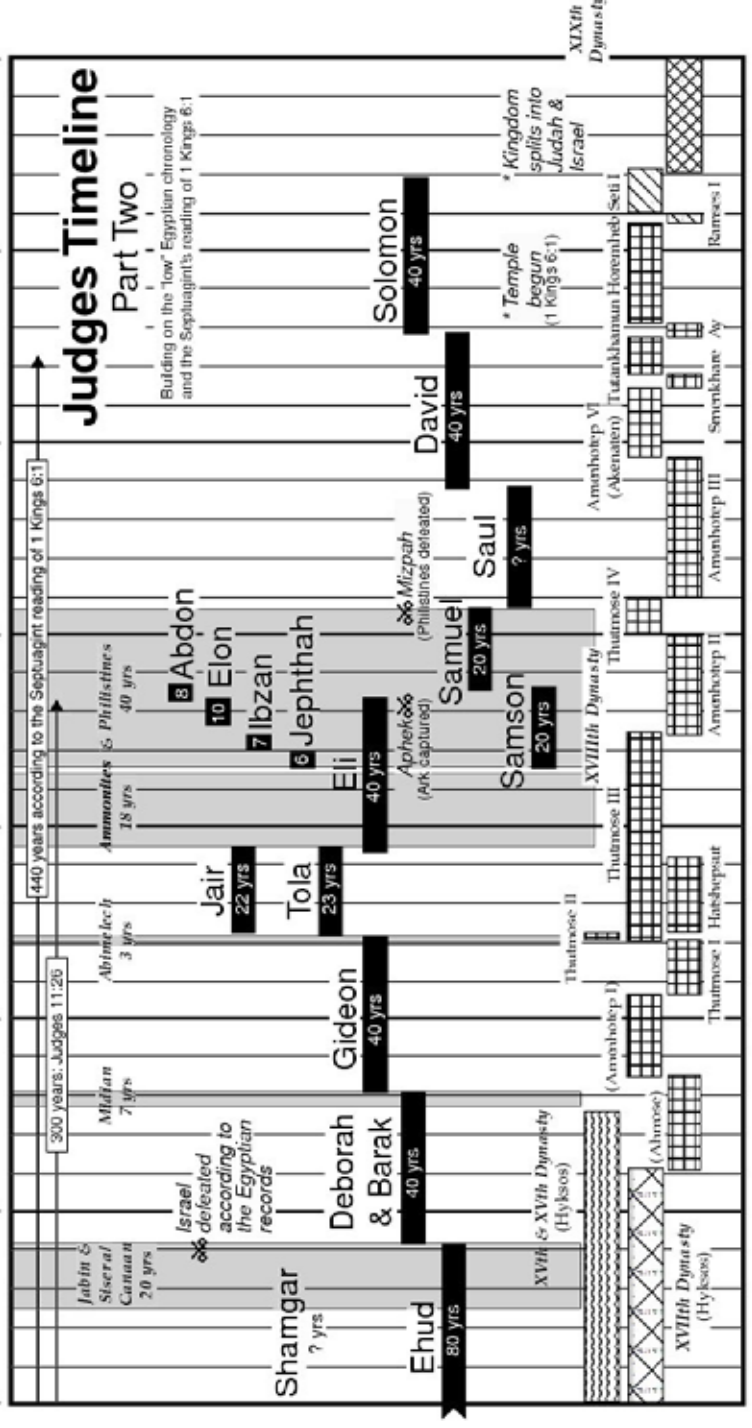 Judges Timeline
Part Two
Building on the "low" Egyptian chronology
and the Septuagint's reading of 1 Kings 6:1
440 years according to the Septuagint reading of 1 Kings 6:1
300 years: Judges 11:26
Jabin &
Sisera/
Canaan
20 yrs
Midian
7 yrs
Abimelech
3 yrs
Ammonites & Philistines
18 yrs
40 yrs
Israel
defeated
according to
the Egyptian
records
Shamgar
? yrs
Ehud
80 yrs
Deborah
& Barak
40 yrs
Gideon
40 yrs
Jair
22 yrs
Tola
23 yrs
Eli
40 yrs
8 Abdon
10 Elon
7 Ibzan
6 Jephthah
Aphek
(Ark captured)
Mizpah
(Philistines defeated)
Samson
20 yrs
Samuel
20 yrs
Saul
? yrs
David
40 yrs
Solomon
40 yrs
* Temple
begun
(1 Kings 6:1)
* Kingdom
splits into
Judah &
Israel
XVth & XVIth Dynasty
(Hyksos)
XVIIth Dynasty
(Hyksos)
(Ahmose)
(Amenhotep I)
Thutmose I
Thutmose II
Hatshepsut
Thutmose III
XVIIIth Dynasty
Amenhotep II
Thutmose IV
Amenhotep III
Amenhotep VI
(Akenaten)
Smenkhare
Tutankhamun
Ay
Horemheb
Ramses I
Seti I
XIXth
Dynasty